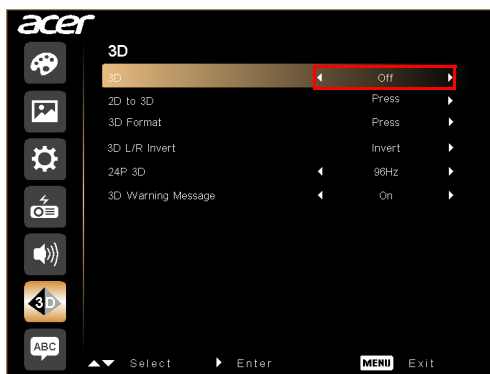 acer
3D
3D Off
2D to 3D Press
3D Format Press
3D L/R Invert Invert
24P 3D 96Hz
3D Warning Message On
3D
ABC
Select Enter MENU Exit